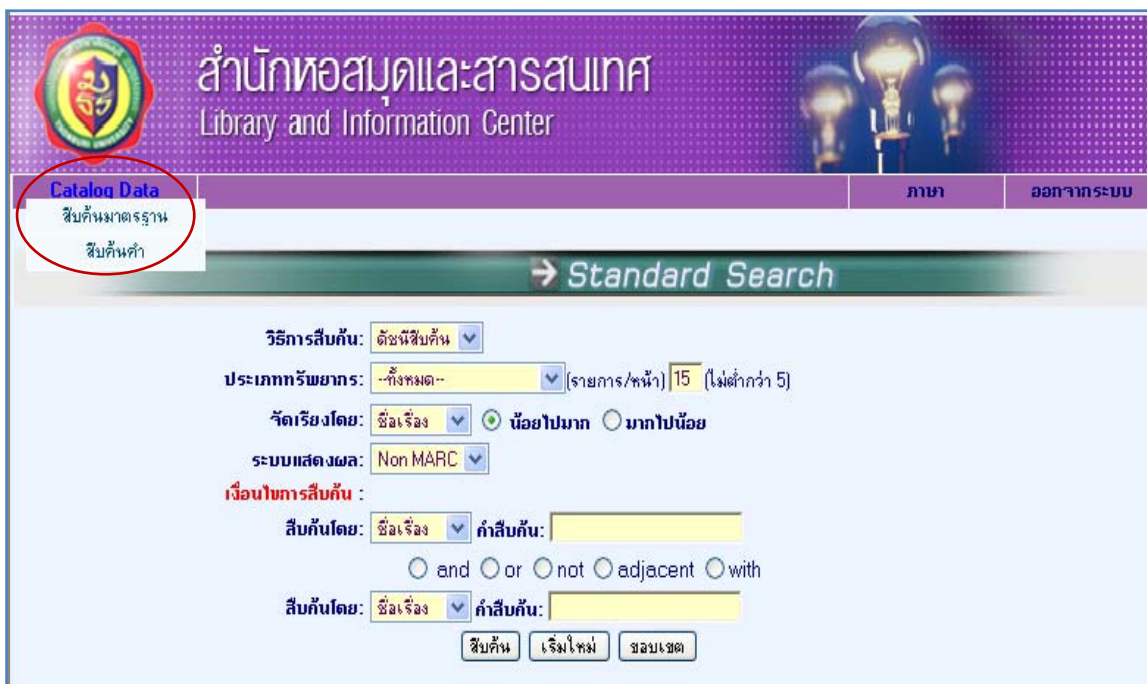 สำนักหอสมุดและสารสนเทศ
Library and Information Center
Catalog Data ภาษา ออกจากระบบ
สืบค้นมาตรฐาน
สืบค้นคำ
Standard Search
วิธีการสืบค้น: ดัชนีสืบค้น
ประเภททรัพยากร: --ทั้งหมด-- (รายการ/หน้า) 15 (ไม่ต่ำกว่า 5)
จัดเรียงโดย: ชื่อเรื่อง น้อยไปมาก มากไปน้อย
ระบบแสดงผล: Non MARC
เงื่อนไขการสืบค้น :
สืบค้นโดย: ชื่อเรื่อง คำสืบค้น:
and or not adjacent with
สืบค้นโดย: ชื่อเรื่อง คำสืบค้น:
สืบค้น เริ่มใหม่ ขอบเขต